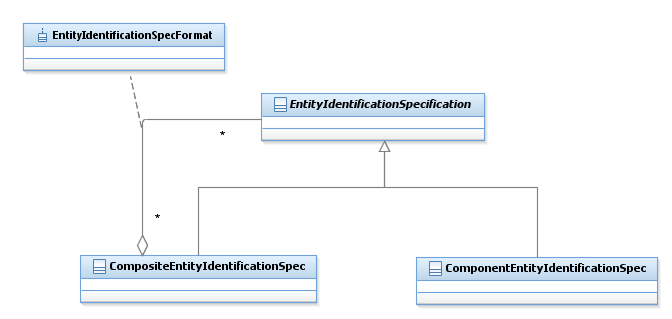 EntityIdentificationSpecFormat
EntityIdentificationSpecification
*
*
CompositeEntityIdentificationSpec
ComponentEntityIdentificationSpec